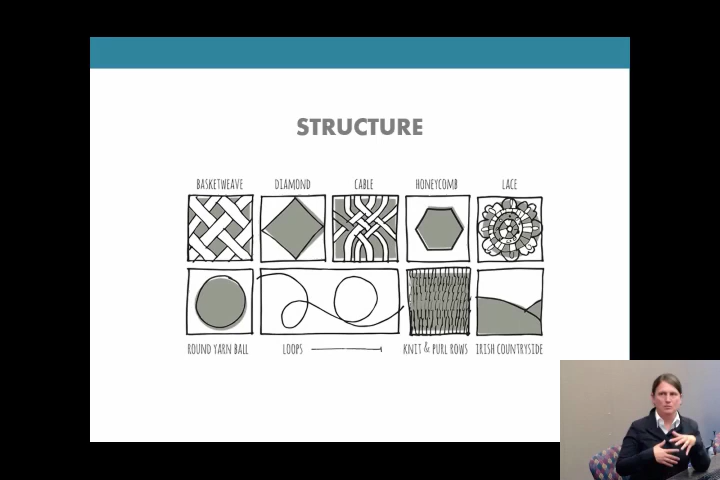 STRUCTURE
BASKETWEAVE DIAMOND CABLE HONEYCOMB LACE
ROUND YARN BALL LOOPS KNIT & PURL ROWS IRISH COUNTRYSIDE